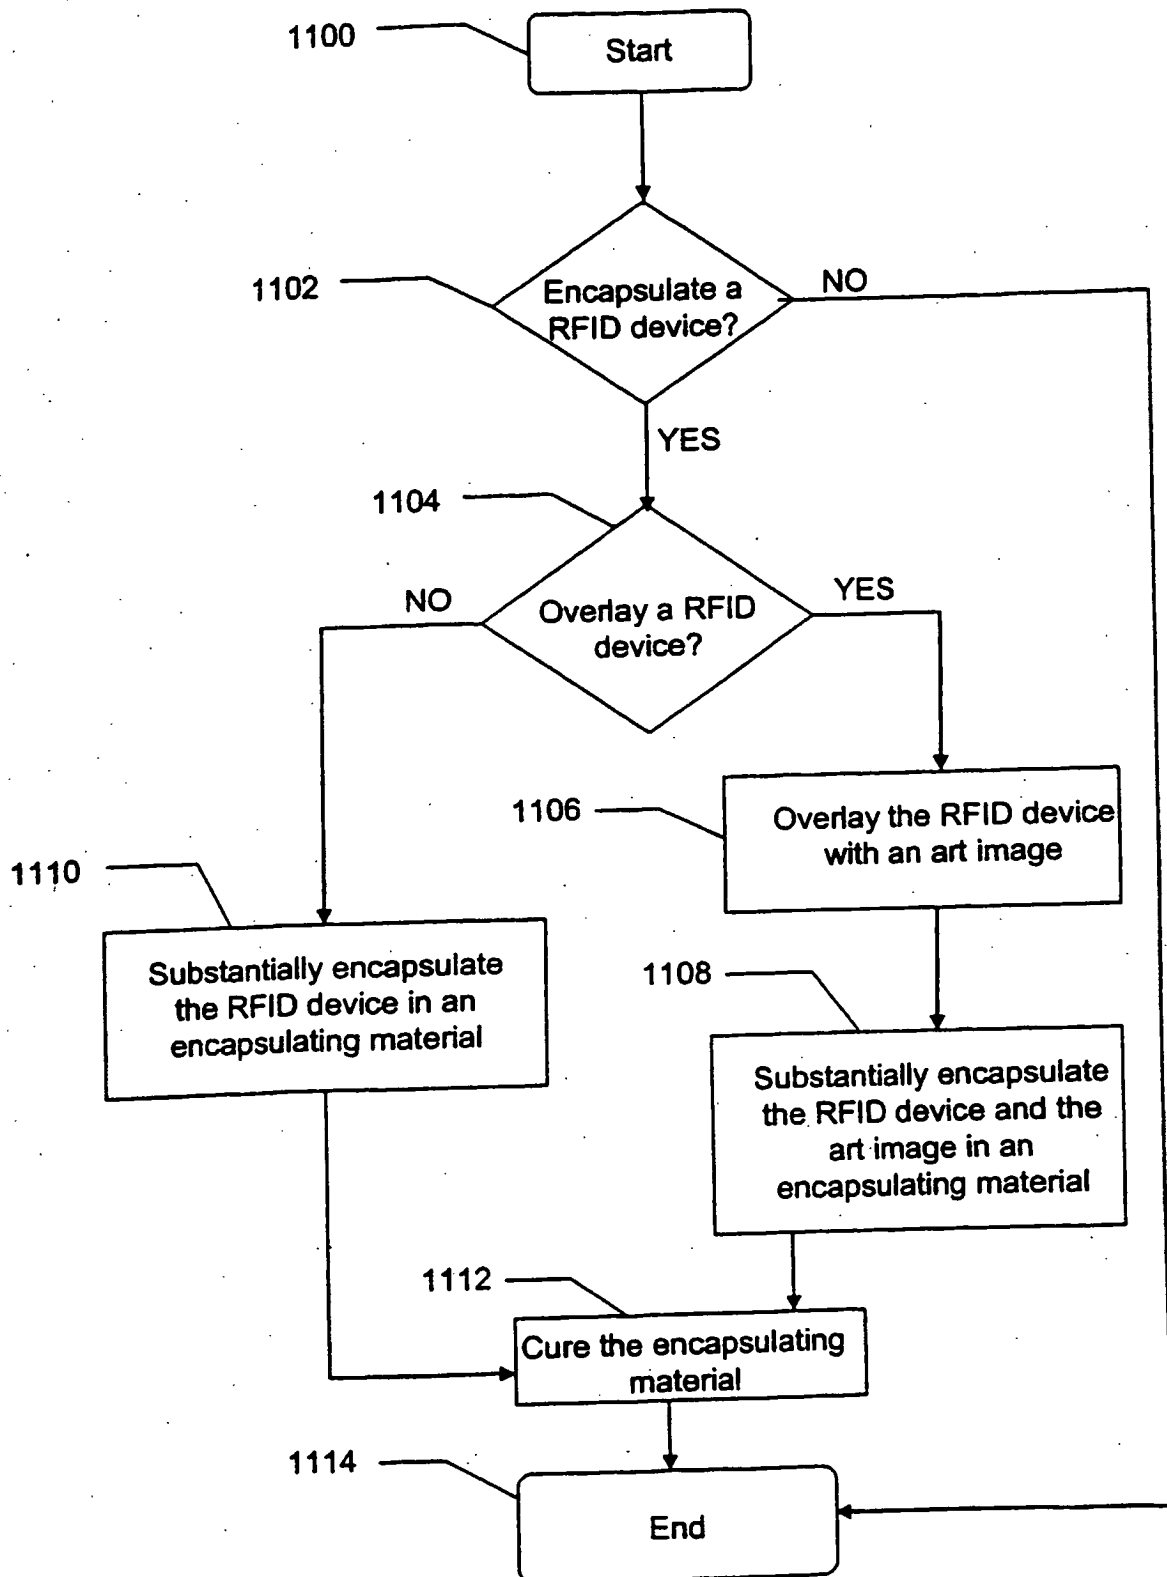 1100
Start
1102
Encapsulate a
RFID device?
NO
YES
1104
NO
Overlay a RFID
device?
YES
1106
Overlay the RFID device
with an art image
1110
Substantially encapsulate
the RFID device in an
encapsulating material
1108
Substantially encapsulate
the RFID device and the
art image in an
encapsulating material
1112
Cure the encapsulating
material
1114
End